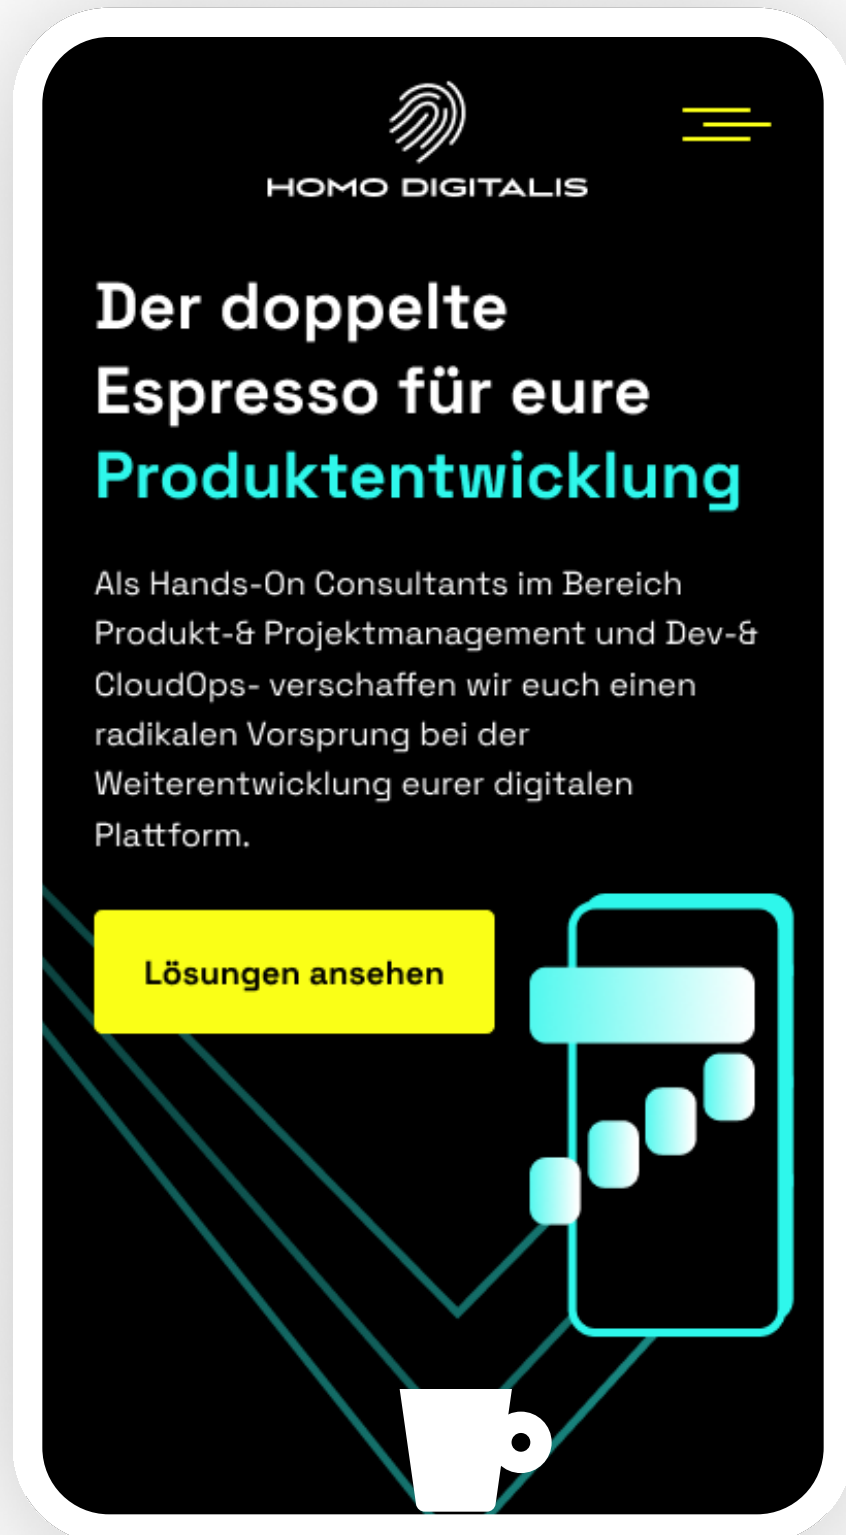 HOMO DIGITALIS
Der doppelte
Espresso für eure
Produktentwicklung
Als Hands-On Consultants im Bereich
Produkt-& Projektmanagement und Dev-&
CloudOps- verschaffen wir euch einen
radikalen Vorsprung bei der
Weiterentwicklung eurer digitalen
Plattform.
Lösungen ansehen